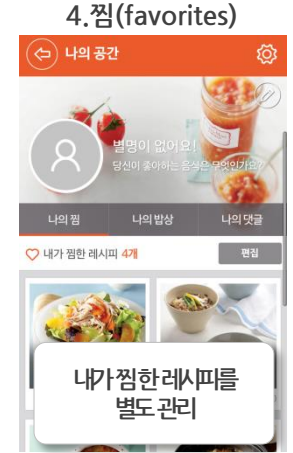 4.찜(favorites)
나의 공간
별명이 없어요!
당신이 좋아하는 음식은 무엇인가요?
나의 찜
나의 밥상
나의 댓글
내가 찜한 레시피 4개
편집
내가 찜한 레시피를
별도 관리